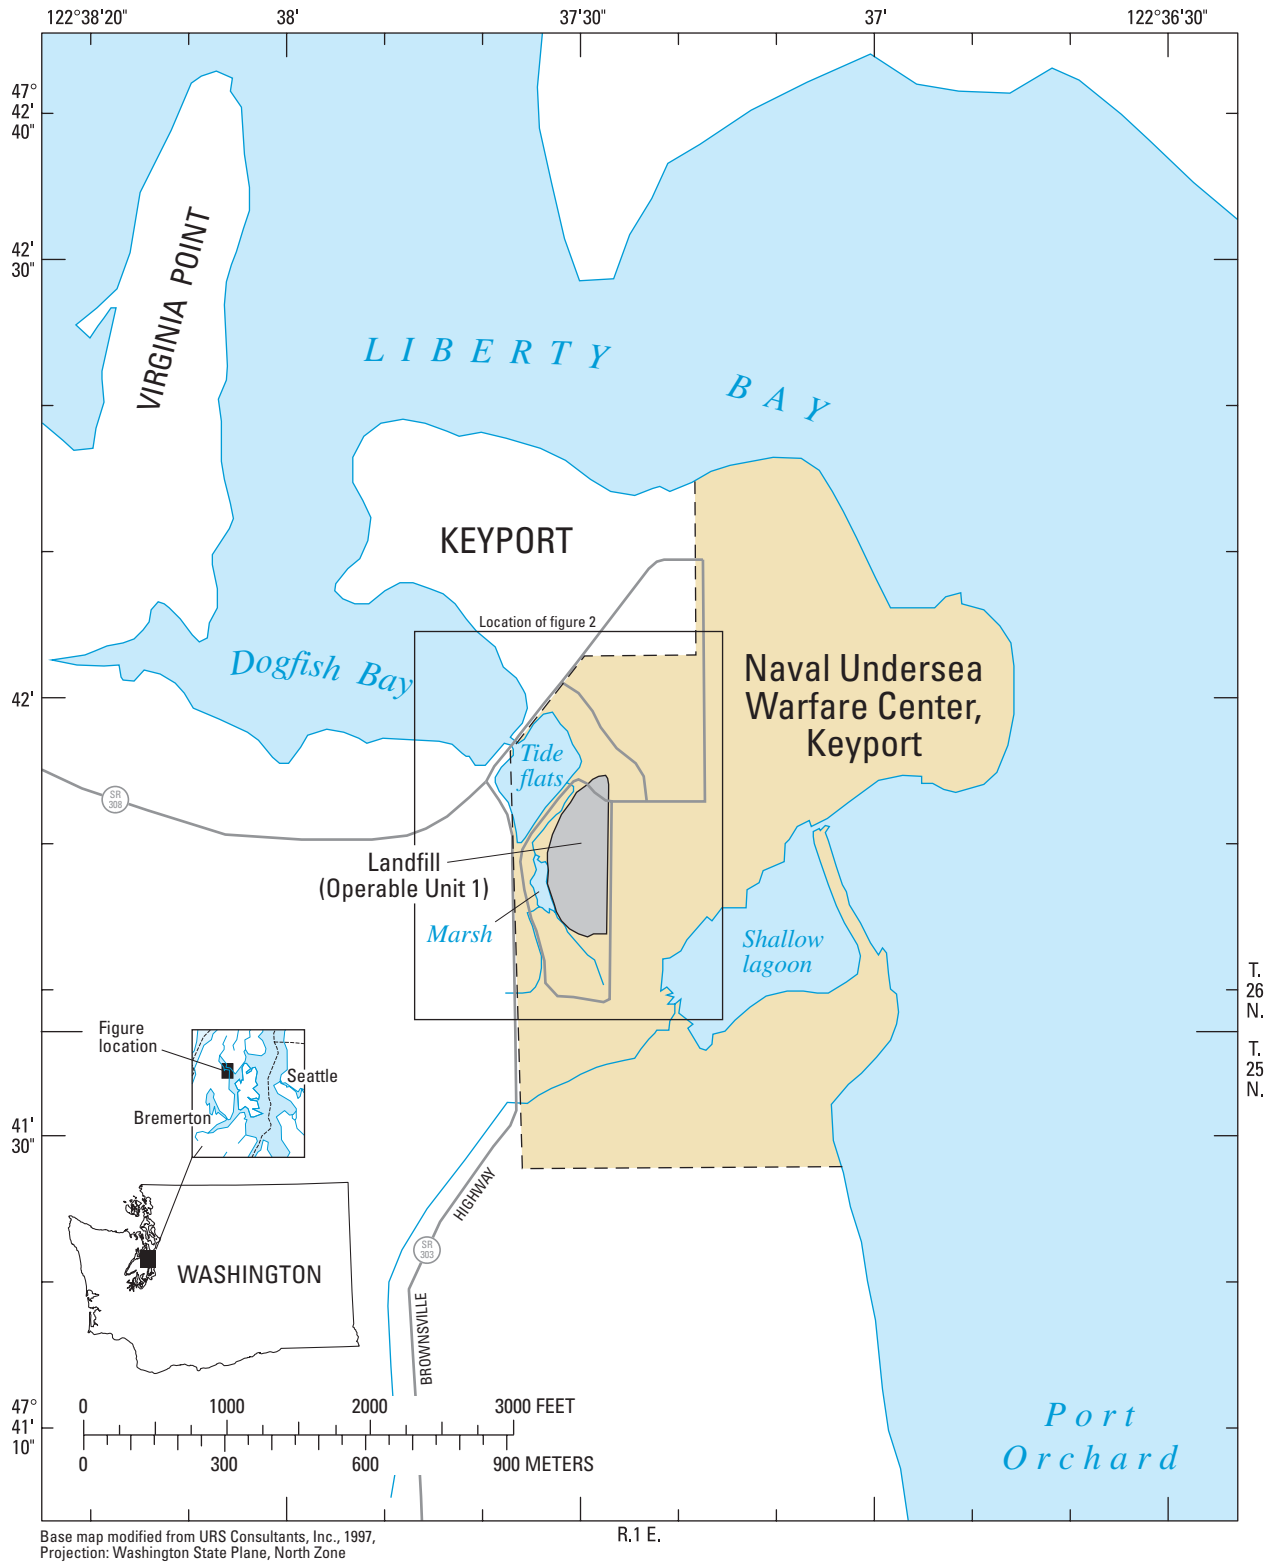 122°38'20"
38'
37'30"
37'
122°36'30"
47°
42'
40"
42'
30"
VIRGINIA POINT
LIBERTY
BAY
KEYPORT
Location of figure 2
Dogfish Bay
42'
Naval Undersea
Warfare Center,
Keyport
Tide
flats
SR
308
Landfill
(Operable Unit 1)
Marsh
Shallow
lagoon
T.
26
N.
T.
25
N.
Figure
location
Seattle
Bremerton
41'
30"
HIGHWAY
SR
303
WASHINGTON
BROWNSVILLE
0 1000 2000 3000 FEET
0 300 600 900 METERS
47°
41'
10"
Port
Orchard
Base map modified from URS Consultants, Inc., 1997,
Projection: Washington State Plane, North Zone
R.1 E.